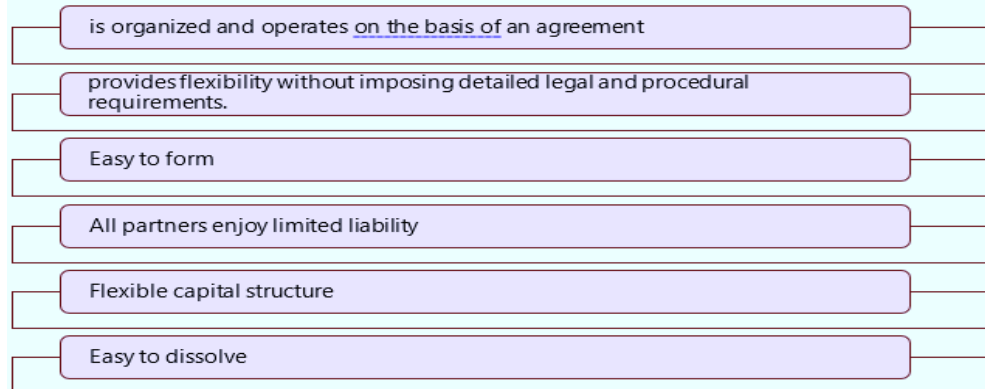 is organized and operates on the basis of an agreement
provides flexibility without imposing detailed legal and procedural
requirements.
Easy to form
All partners enjoy limited liability
Flexible capital structure
Easy to dissolve